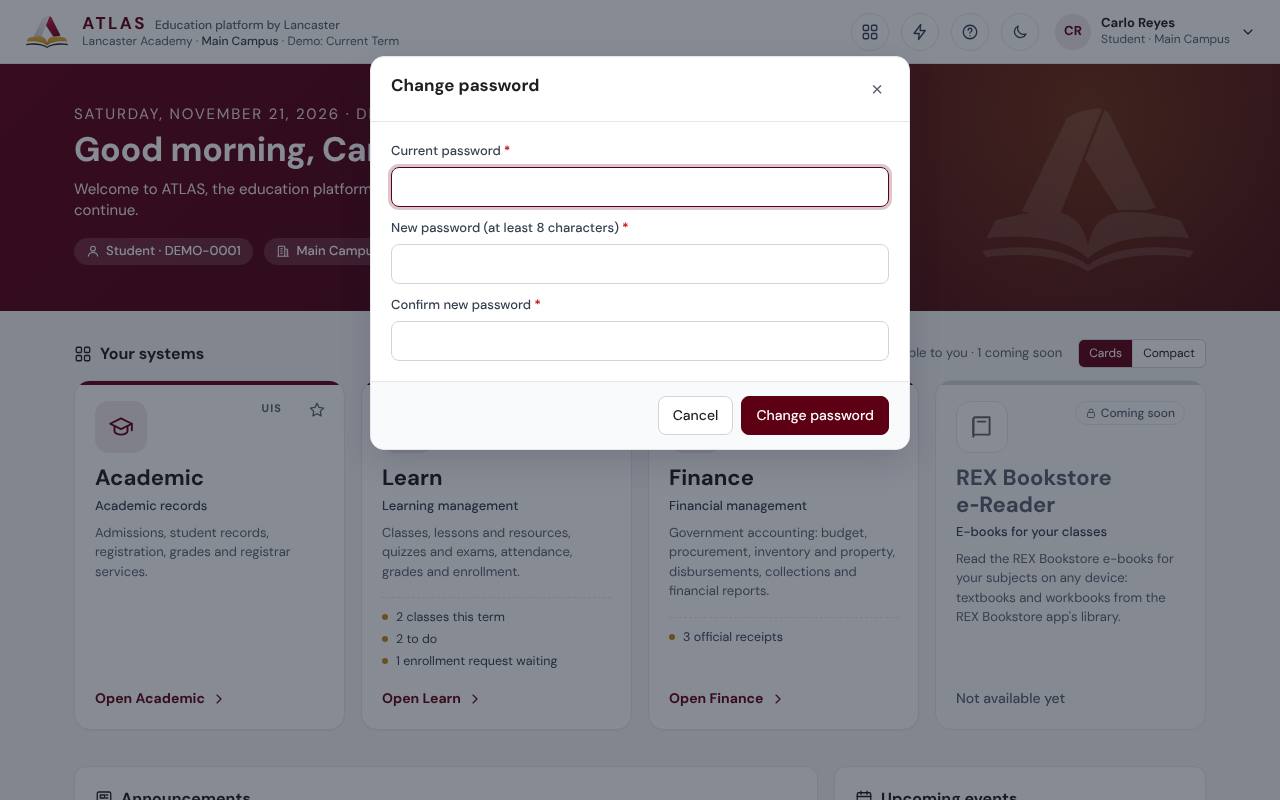 ATLAS Education platform by Lancaster
Lancaster Academy · Main Campus · Demo: Current Term
CR
Carlo Reyes
Student · Main Campus
Change password
SATURDAY, NOVEMBER 21, 2026 ·
Good morning,
Welcome to ATLAS, the education platform
continue.
Student · DEMO-0001
Main
Current password *
New password (at least 8 characters) *
Confirm new password *
Cancel
Change password
Your systems
to you · 1 coming soon
Cards
Compact
UIS
Academic
Academic records
Admissions, student records,
registration, grades and registrar
services.
Open Academic
Learn
Learning management
Classes, lessons and resources,
quizzes and exams, attendance,
grades and enrollment.
2 classes this term
2 to do
1 enrollment request waiting
Open Learn
Finance
Financial management
Government accounting: budget,
procurement, inventory and property,
disbursements, collections and
financial reports.
3 official receipts
Open Finance
Coming soon
REX Bookstore
e-Reader
E-books for your classes
Read the REX Bookstore e-books for
your subjects on any device:
textbooks and workbooks from the
REX Bookstore app's library.
Not available yet
Announcements
Upcoming events